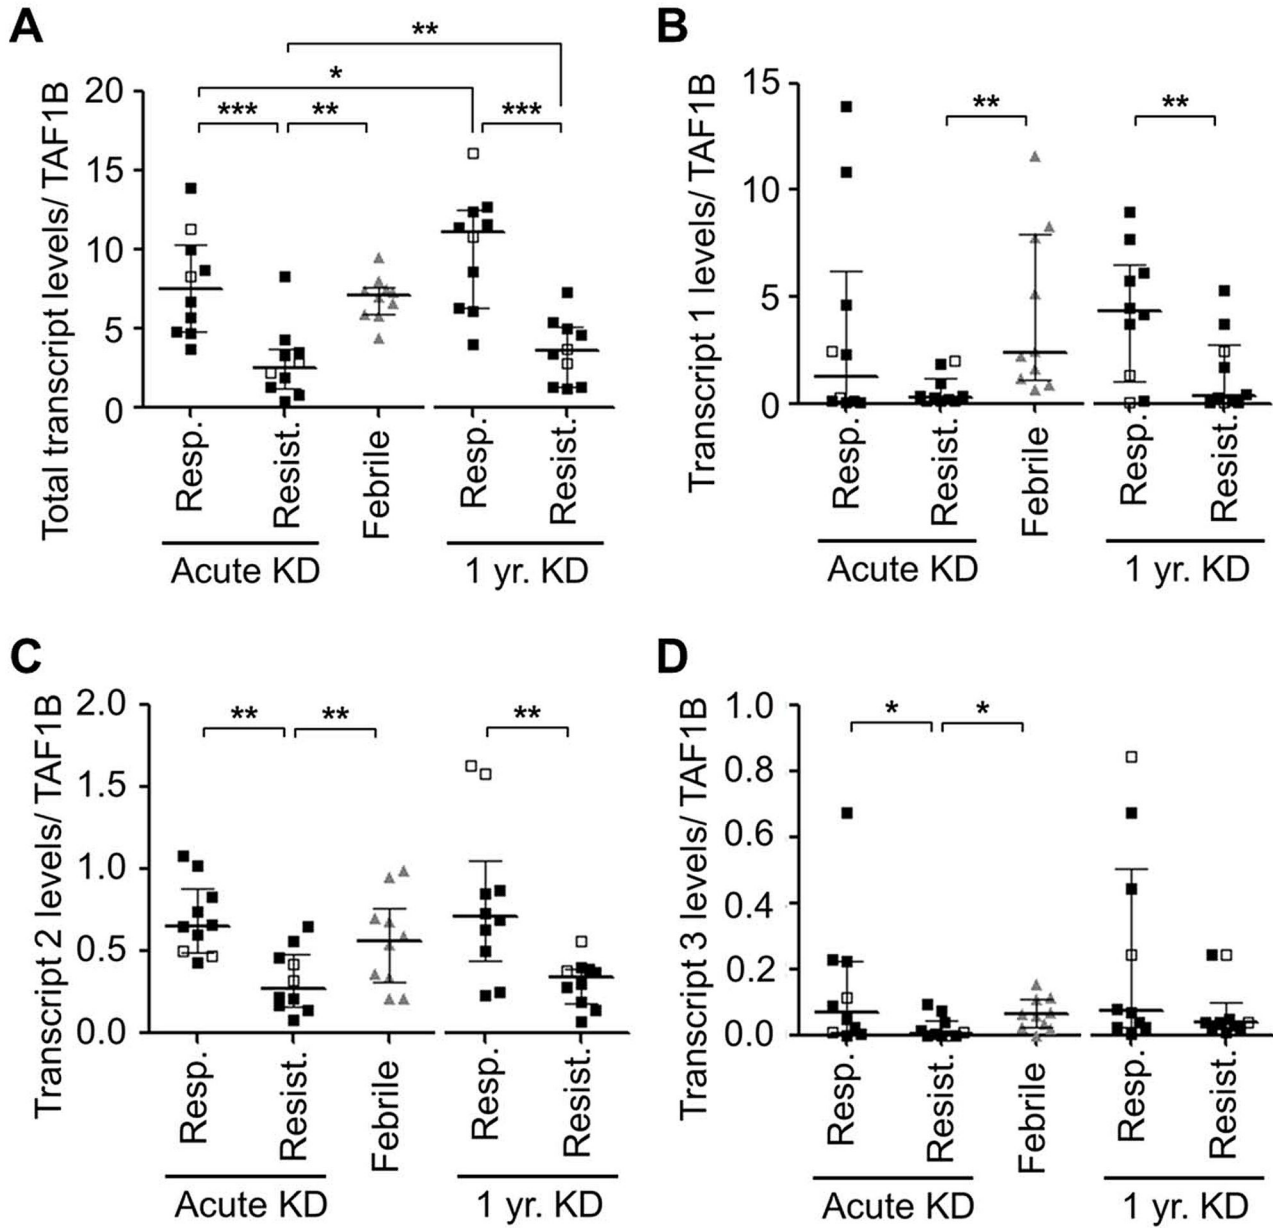 A
Total transcript levels/ TAF1B
20
15
10
5
0
**
*
*** ** ***
Resp. Resist. Febrile Resp. Resist.
Acute KD 1 yr. KD
B
Transcript 1 levels/ TAF1B
15
10
5
0
** **
Resp. Resist. Febrile Resp. Resist.
Acute KD 1 yr. KD
C
Transcript 2 levels/ TAF1B
2.0
1.5
1.0
0.5
0.0
** ** **
Resp. Resist. Febrile Resp. Resist.
Acute KD 1 yr. KD
D
Transcript 3 levels/ TAF1B
1.0
0.8
0.6
0.4
0.2
0.0
* *
Resp. Resist. Febrile Resp. Resist.
Acute KD 1 yr. KD